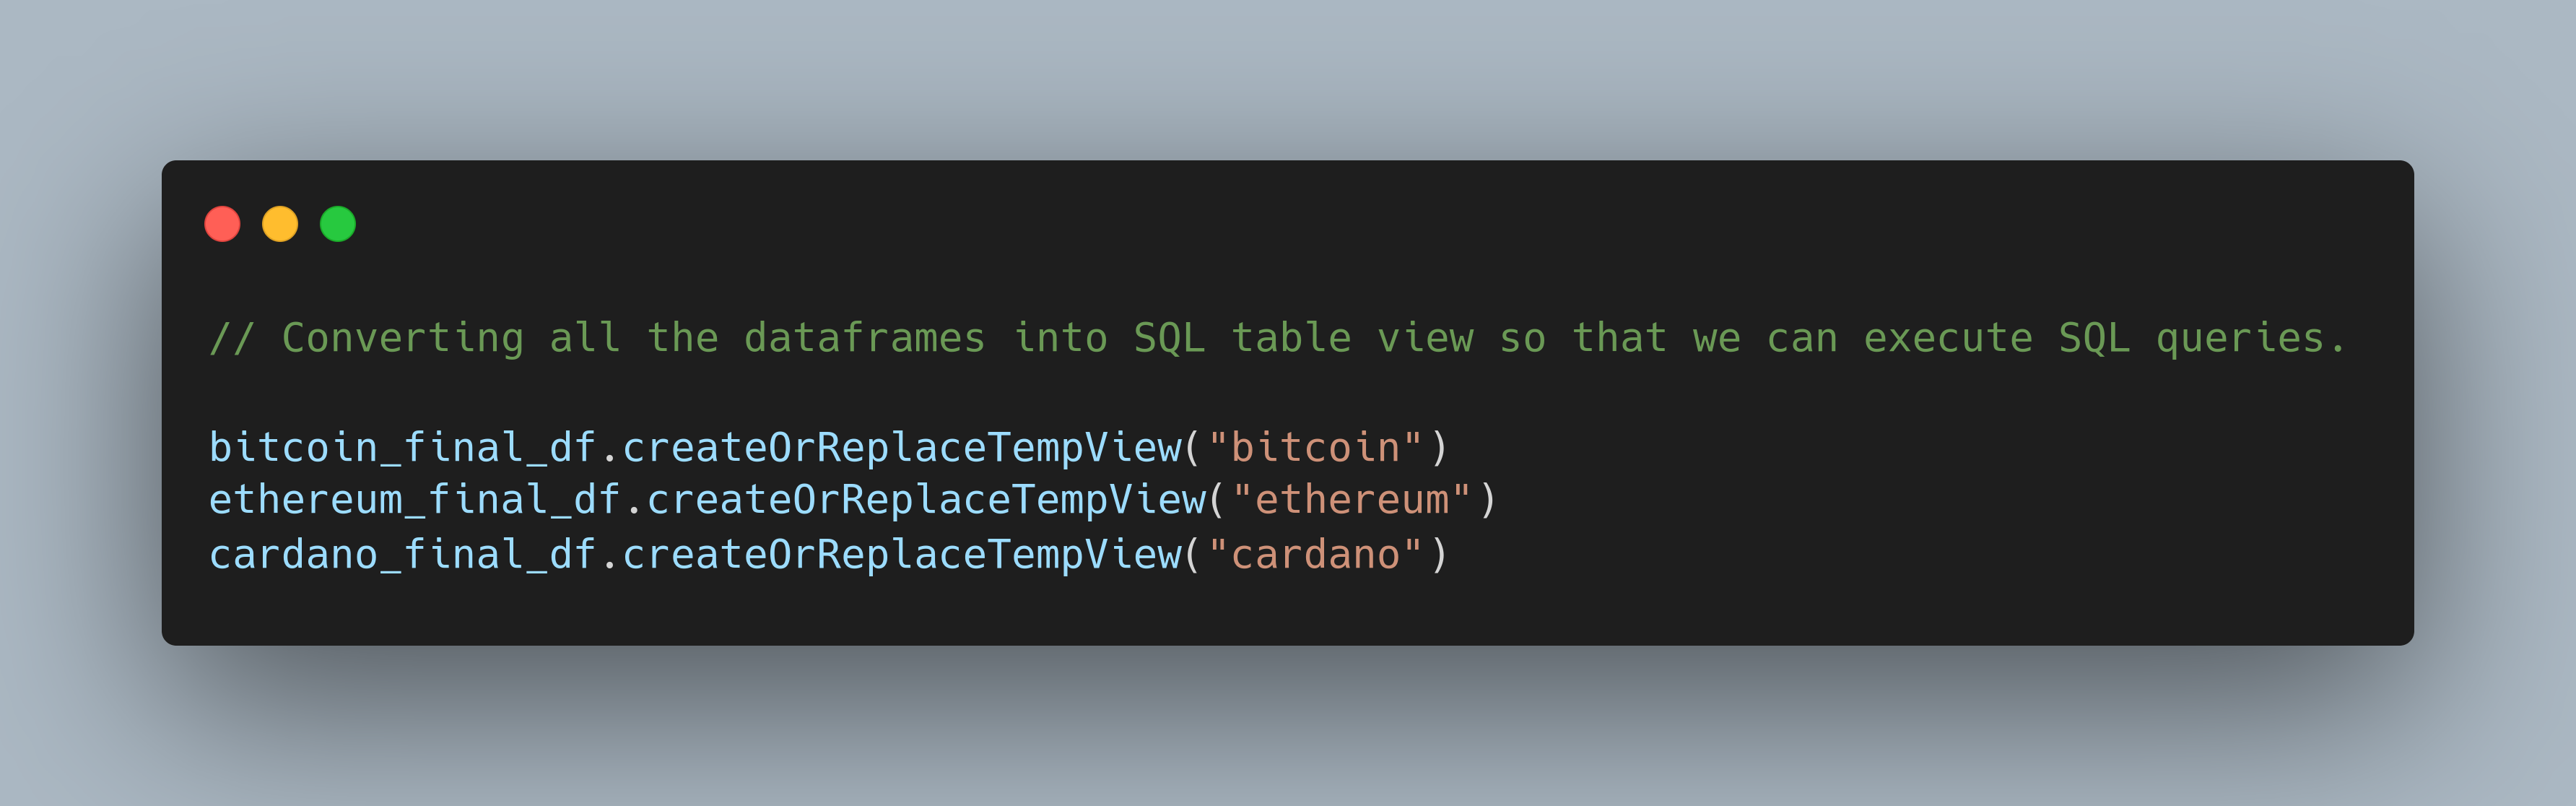 // Converting all the dataframes into SQL table view so that we can execute SQL queries.
bitcoin_final_df.createOrReplaceTempView("bitcoin")
ethereum_final_df.createOrReplaceTempView("ethereum")
cardano_final_df.createOrReplaceTempView("cardano")